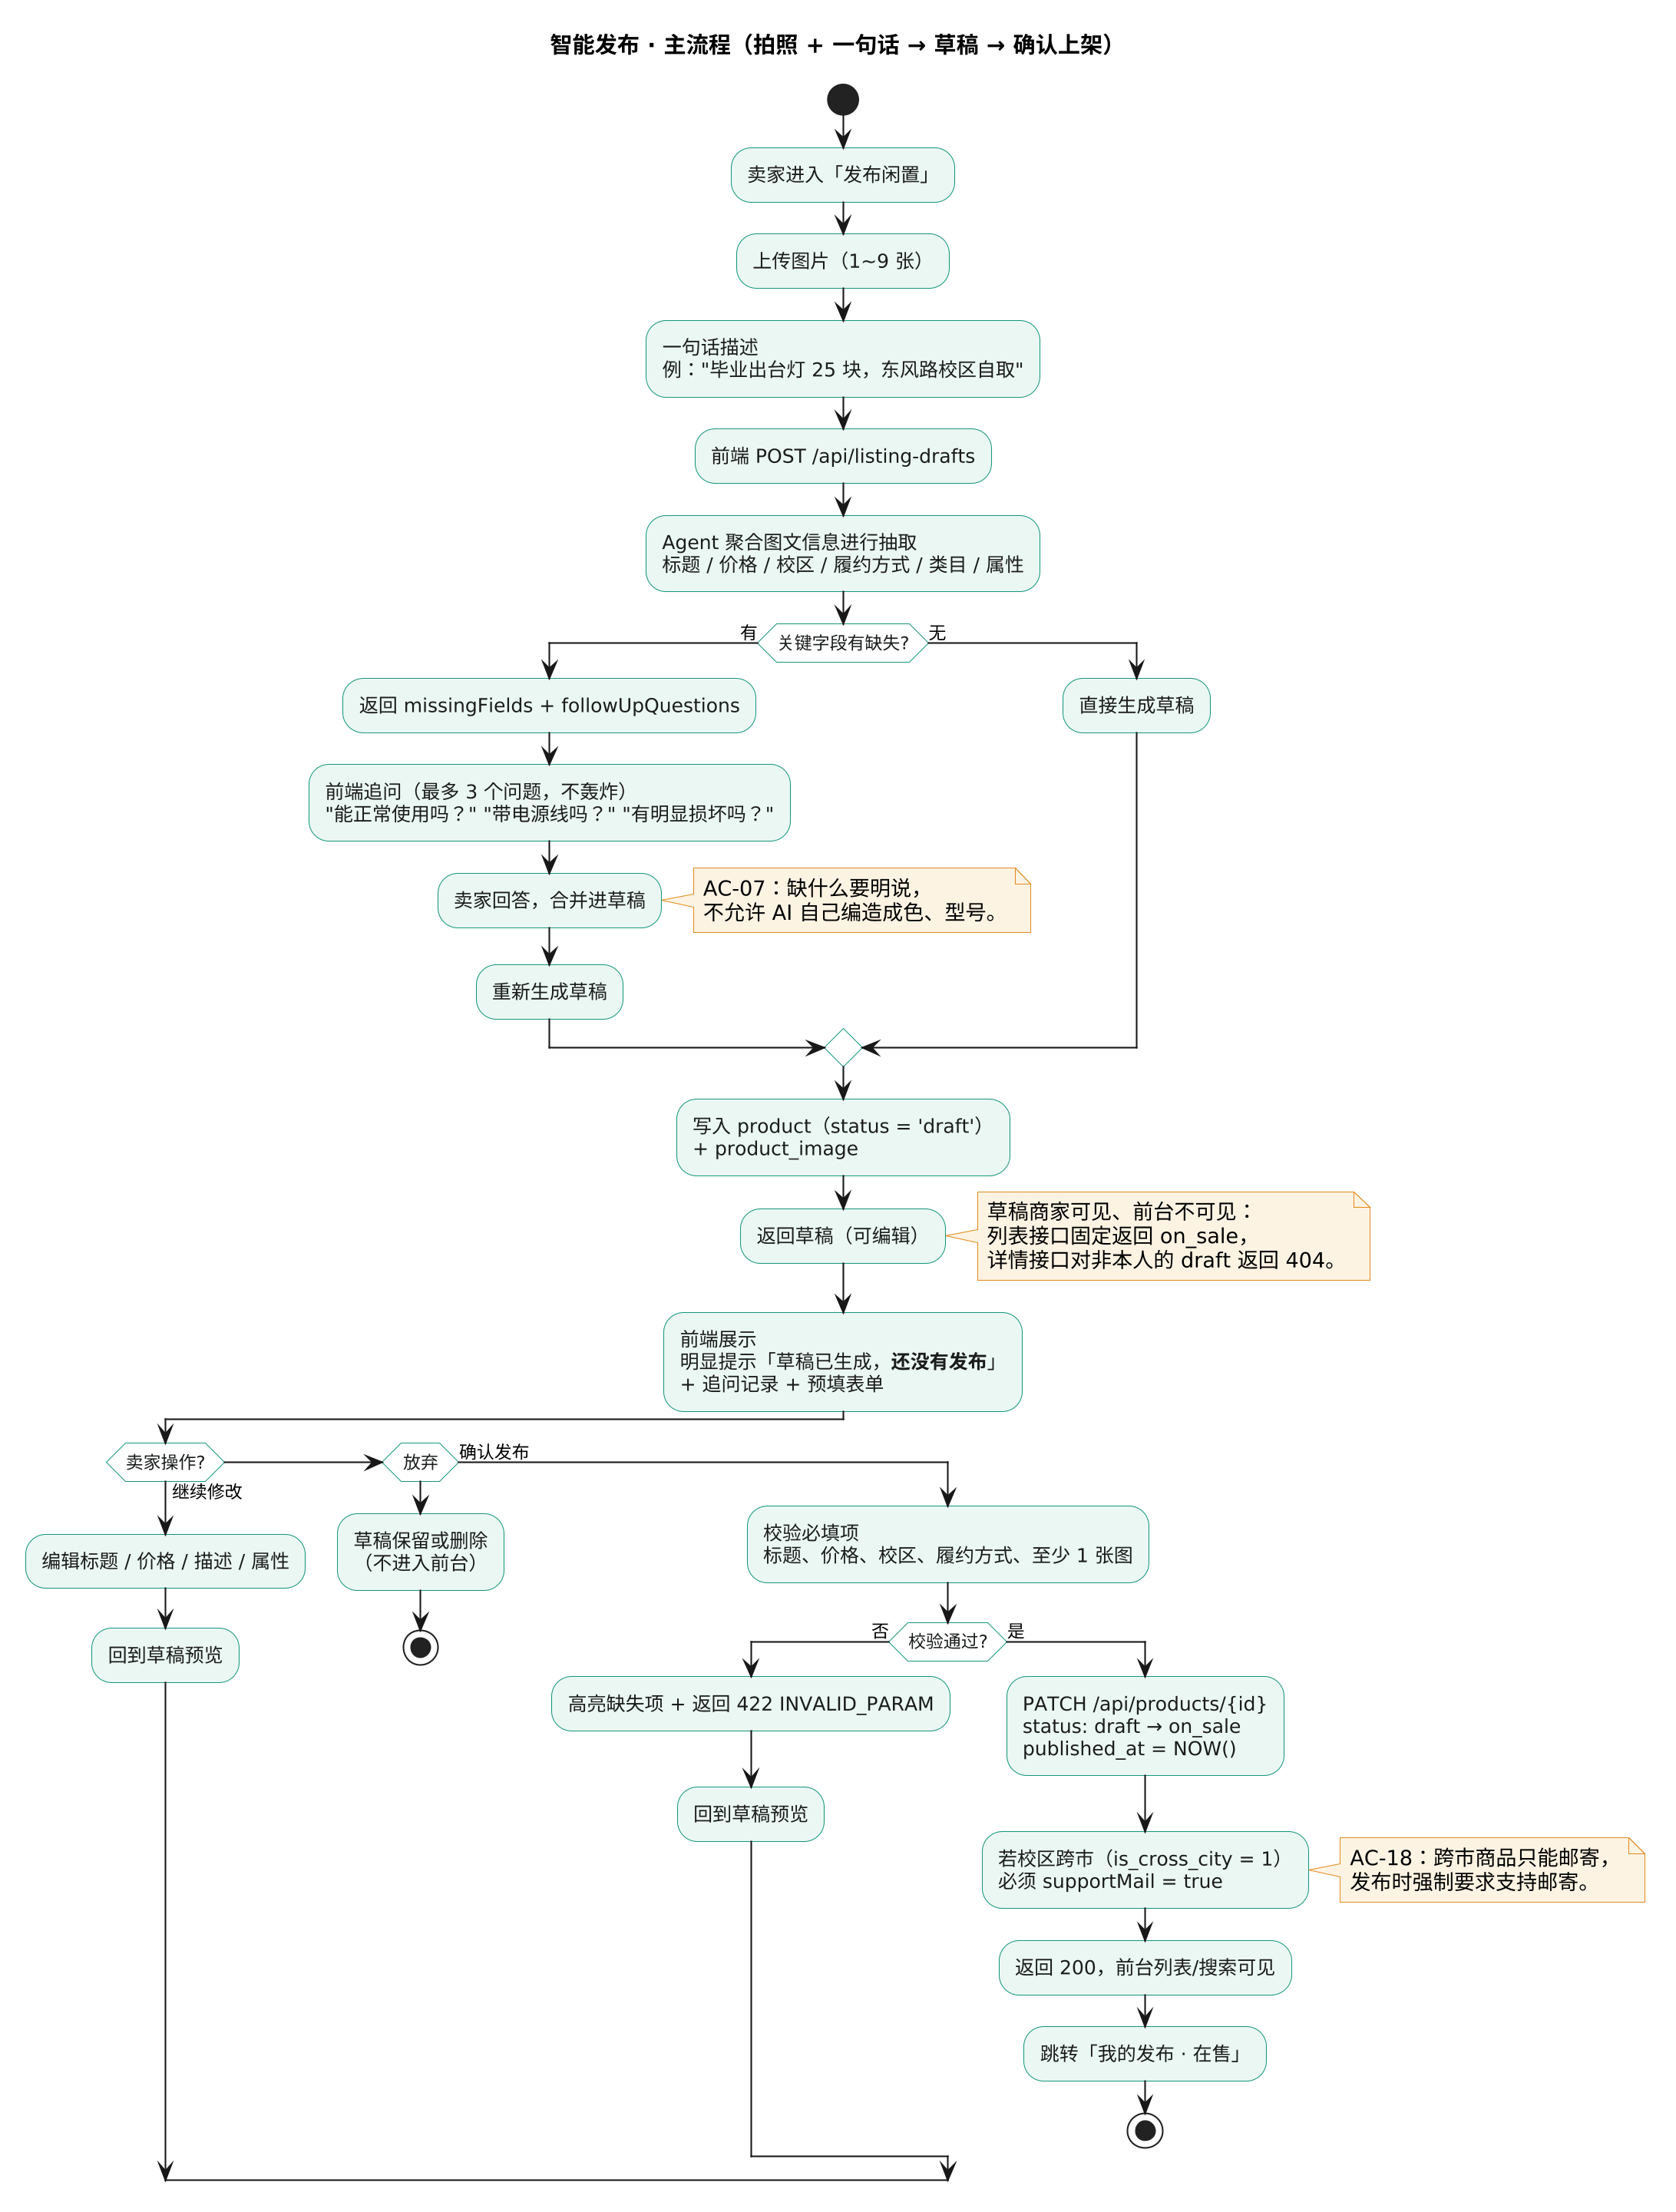 智能发布 · 主流程（拍照 + 一句话 → 草稿 → 确认上架）
卖家进入「发布闲置」
上传图片（1~9 张）
一句话描述
例："毕业出台灯 25 块，东风路校区自取"
前端 POST /api/listing-drafts
Agent 聚合图文信息进行抽取
标题 / 价格 / 校区 / 履约方式 / 类目 / 属性
关键字段有缺失?
有
无
返回 missingFields + followUpQuestions
直接生成草稿
前端追问（最多 3 个问题，不轰炸）
"能正常使用吗？" "带电源线吗？" "有明显损坏吗？"
卖家回答，合并进草稿
AC-07：缺什么要明说，
不允许 AI 自己编造成色、型号。
重新生成草稿
写入 product（status = 'draft'）
+ product_image
返回草稿（可编辑）
草稿商家可见、前台不可见：
列表接口固定返回 on_sale，
详情接口对非本人的 draft 返回 404。
前端展示
明显提示「草稿已生成，还没有发布」
+ 追问记录 + 预填表单
卖家操作?
继续修改
放弃
确认发布
编辑标题 / 价格 / 描述 / 属性
回到草稿预览
草稿保留或删除
（不进入前台）
校验必填项
标题、价格、校区、履约方式、至少 1 张图
校验通过?
否
是
高亮缺失项 + 返回 422 INVALID_PARAM
回到草稿预览
PATCH /api/products/{id}
status: draft → on_sale
published_at = NOW()
若校区跨市（is_cross_city = 1）
必须 supportMail = true
AC-18：跨市商品只能邮寄，
发布时强制要求支持邮寄。
返回 200，前台列表/搜索可见
跳转「我的发布 · 在售」